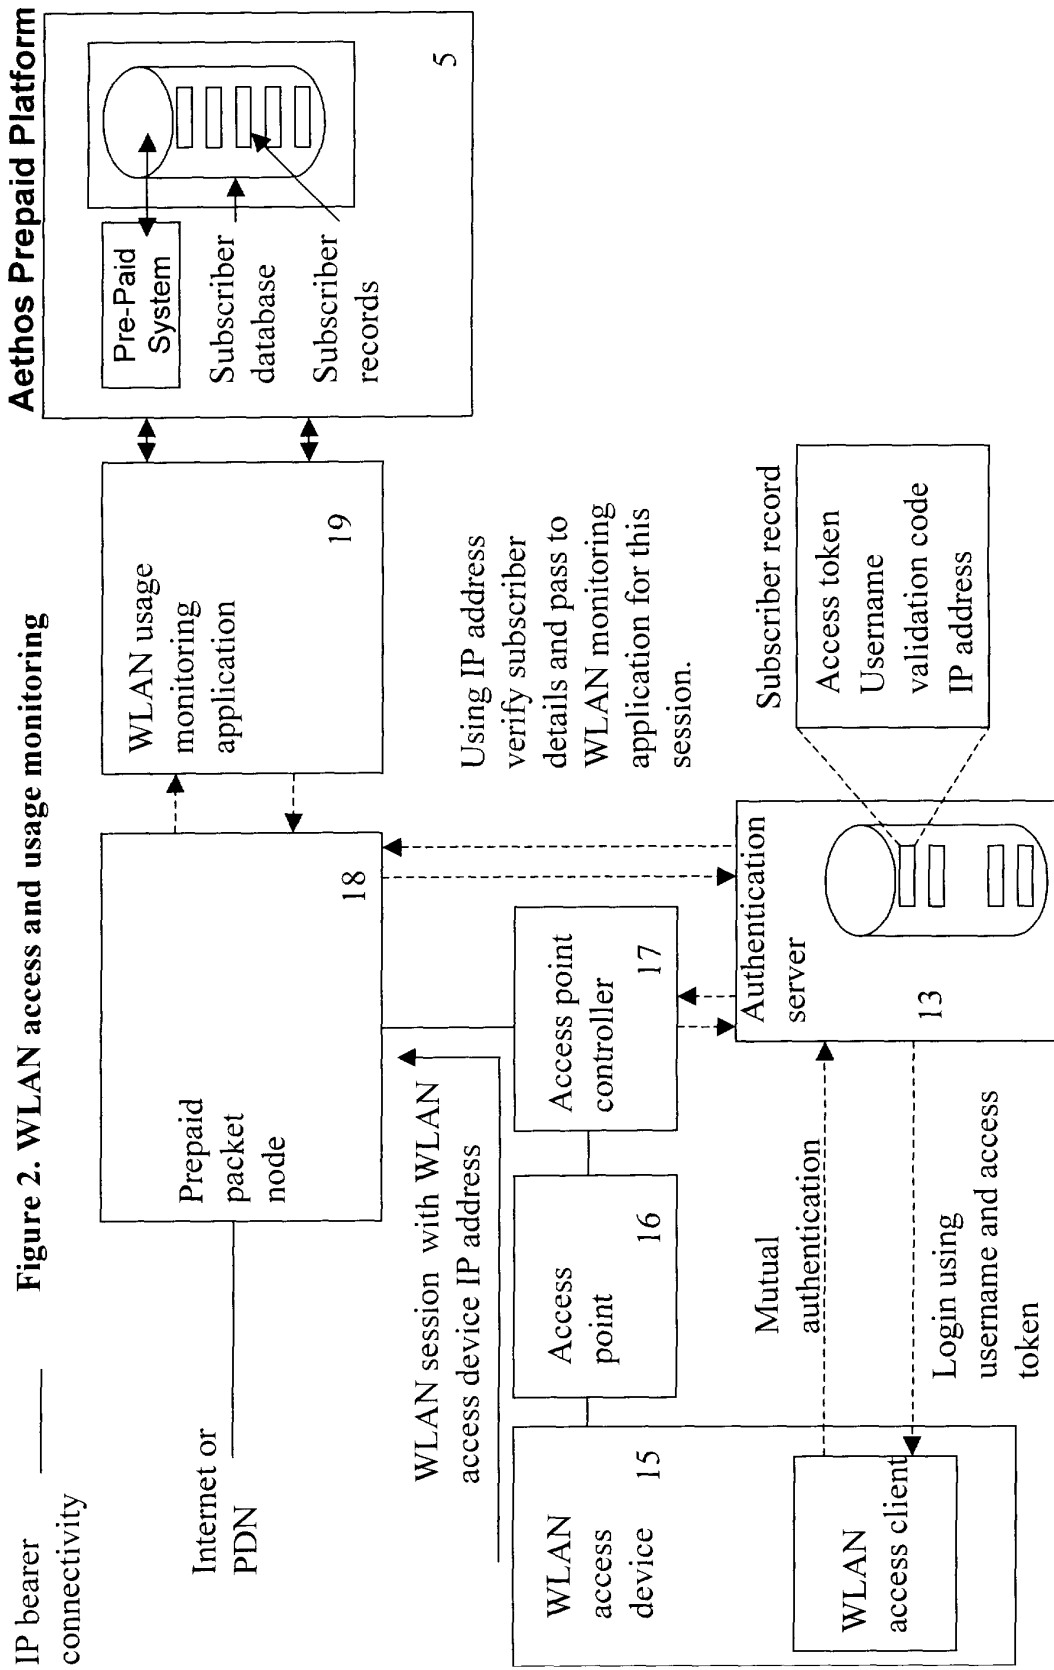 Figure 2. WLAN access and usage monitoring
IP bearer
connectivity
Aethos Prepaid Platform
Internet or
PDN
Prepaid
packet
node
18
WLAN usage
monitoring
application
19
Pre-Paid
System
Subscriber
database
Subscriber
records
5
WLAN session with WLAN
access device IP address
Using IP address
verify subscriber
details and pass to
WLAN monitoring
application for this
session.
WLAN
access
device
15
Access
point
16
Access point
controller
17
WLAN
access client
Mutual
authentication
Login using
username and access
token
Authentication
server
13
Subscriber record
Access token
Username
validation code
IP address